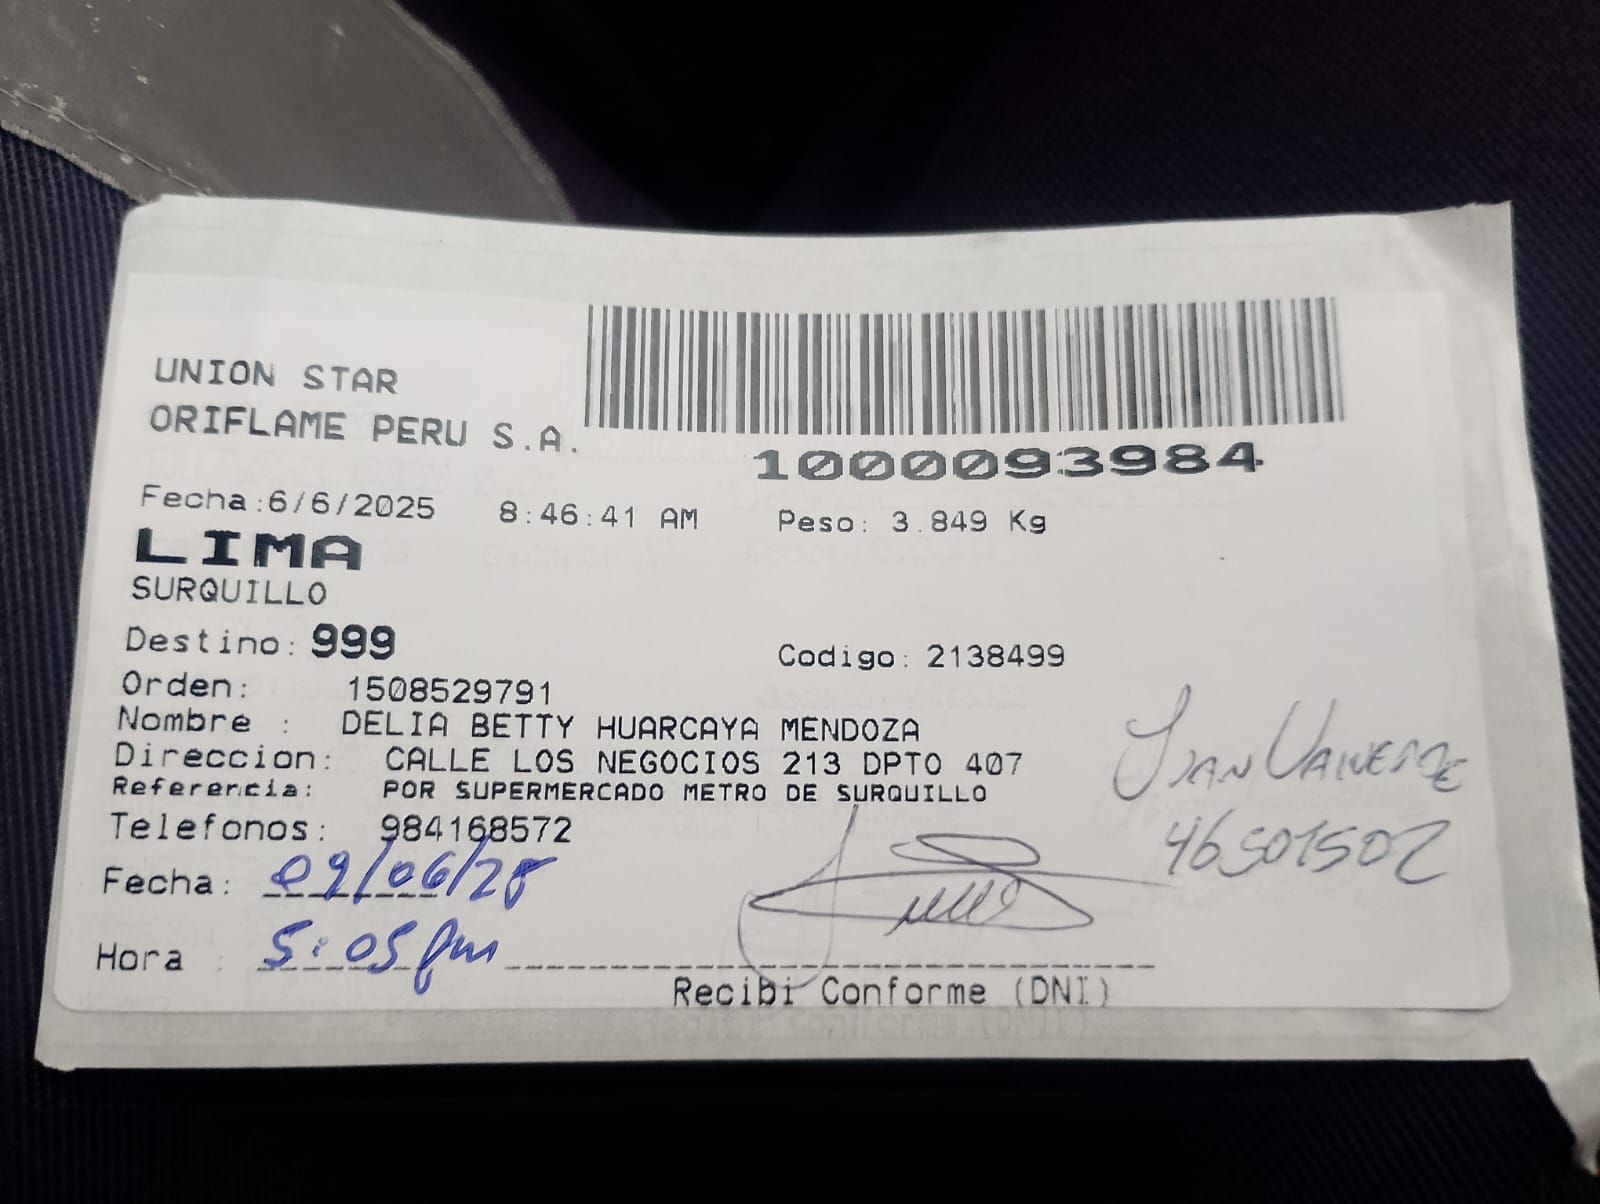 UNION STAR
ORIFLAME PERU S.A.
1000093984
Fecha:6/6/2025 8:46:41 AM Peso: 3.849 Kg
LIMA
SURQUILLO
Destino: 999 Codigo: 2138499
Orden: 1508529791
Nombre : DELIA BETTY HUARCAYA MENDOZA
Direccion: CALLE LOS NEGOCIOS 213 DPTO 407
Referencia: POR SUPERMERCADO METRO DE SURQUILLO
Telefonos: 984168572
Juan Valverde
46501502
Fecha: 09/06/25
Hora : 5:05 pm
Recibi Conforme (DNI)